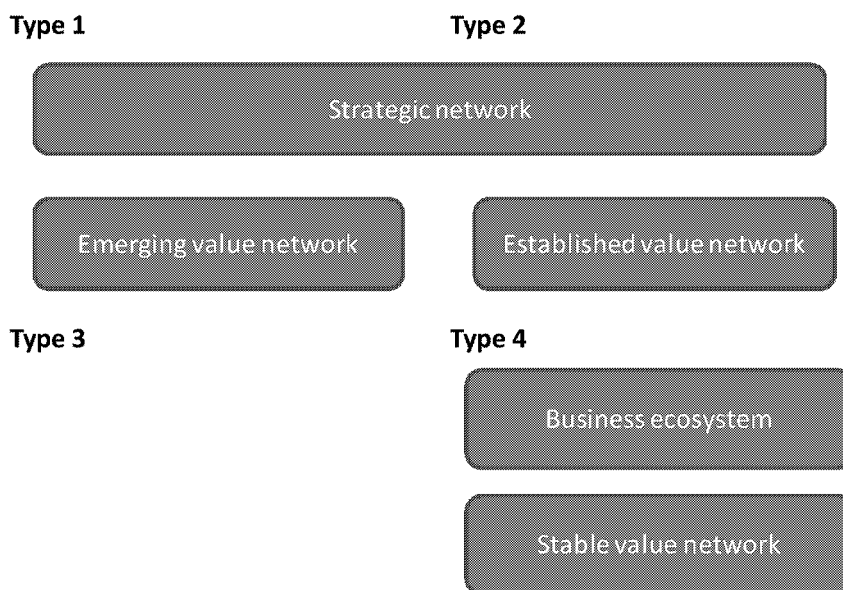 Type 1
Type 2
Strategic network
Emerging value network
Established value network
Type 3
Type 4
Business ecosystem
Stable value network